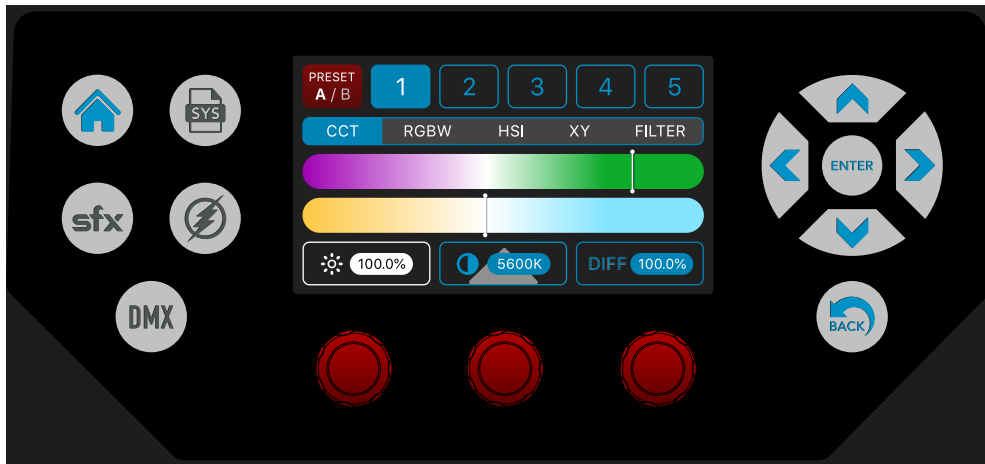 PRESET
A / B
1
2
3
4
5
CCT
RGBW
HSI
XY
FILTER
100.0%
5600K
DIFF 100.0%
SYS
sfx
DMX
ENTER
BACK